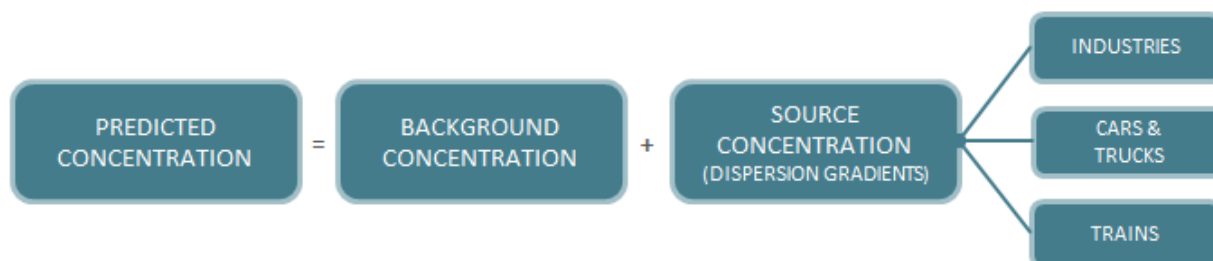 PREDICTED
CONCENTRATION
=
BACKGROUND
CONCENTRATION
+
SOURCE
CONCENTRATION
(DISPERSION GRADIENTS)
INDUSTRIES
CARS &
TRUCKS
TRAINS